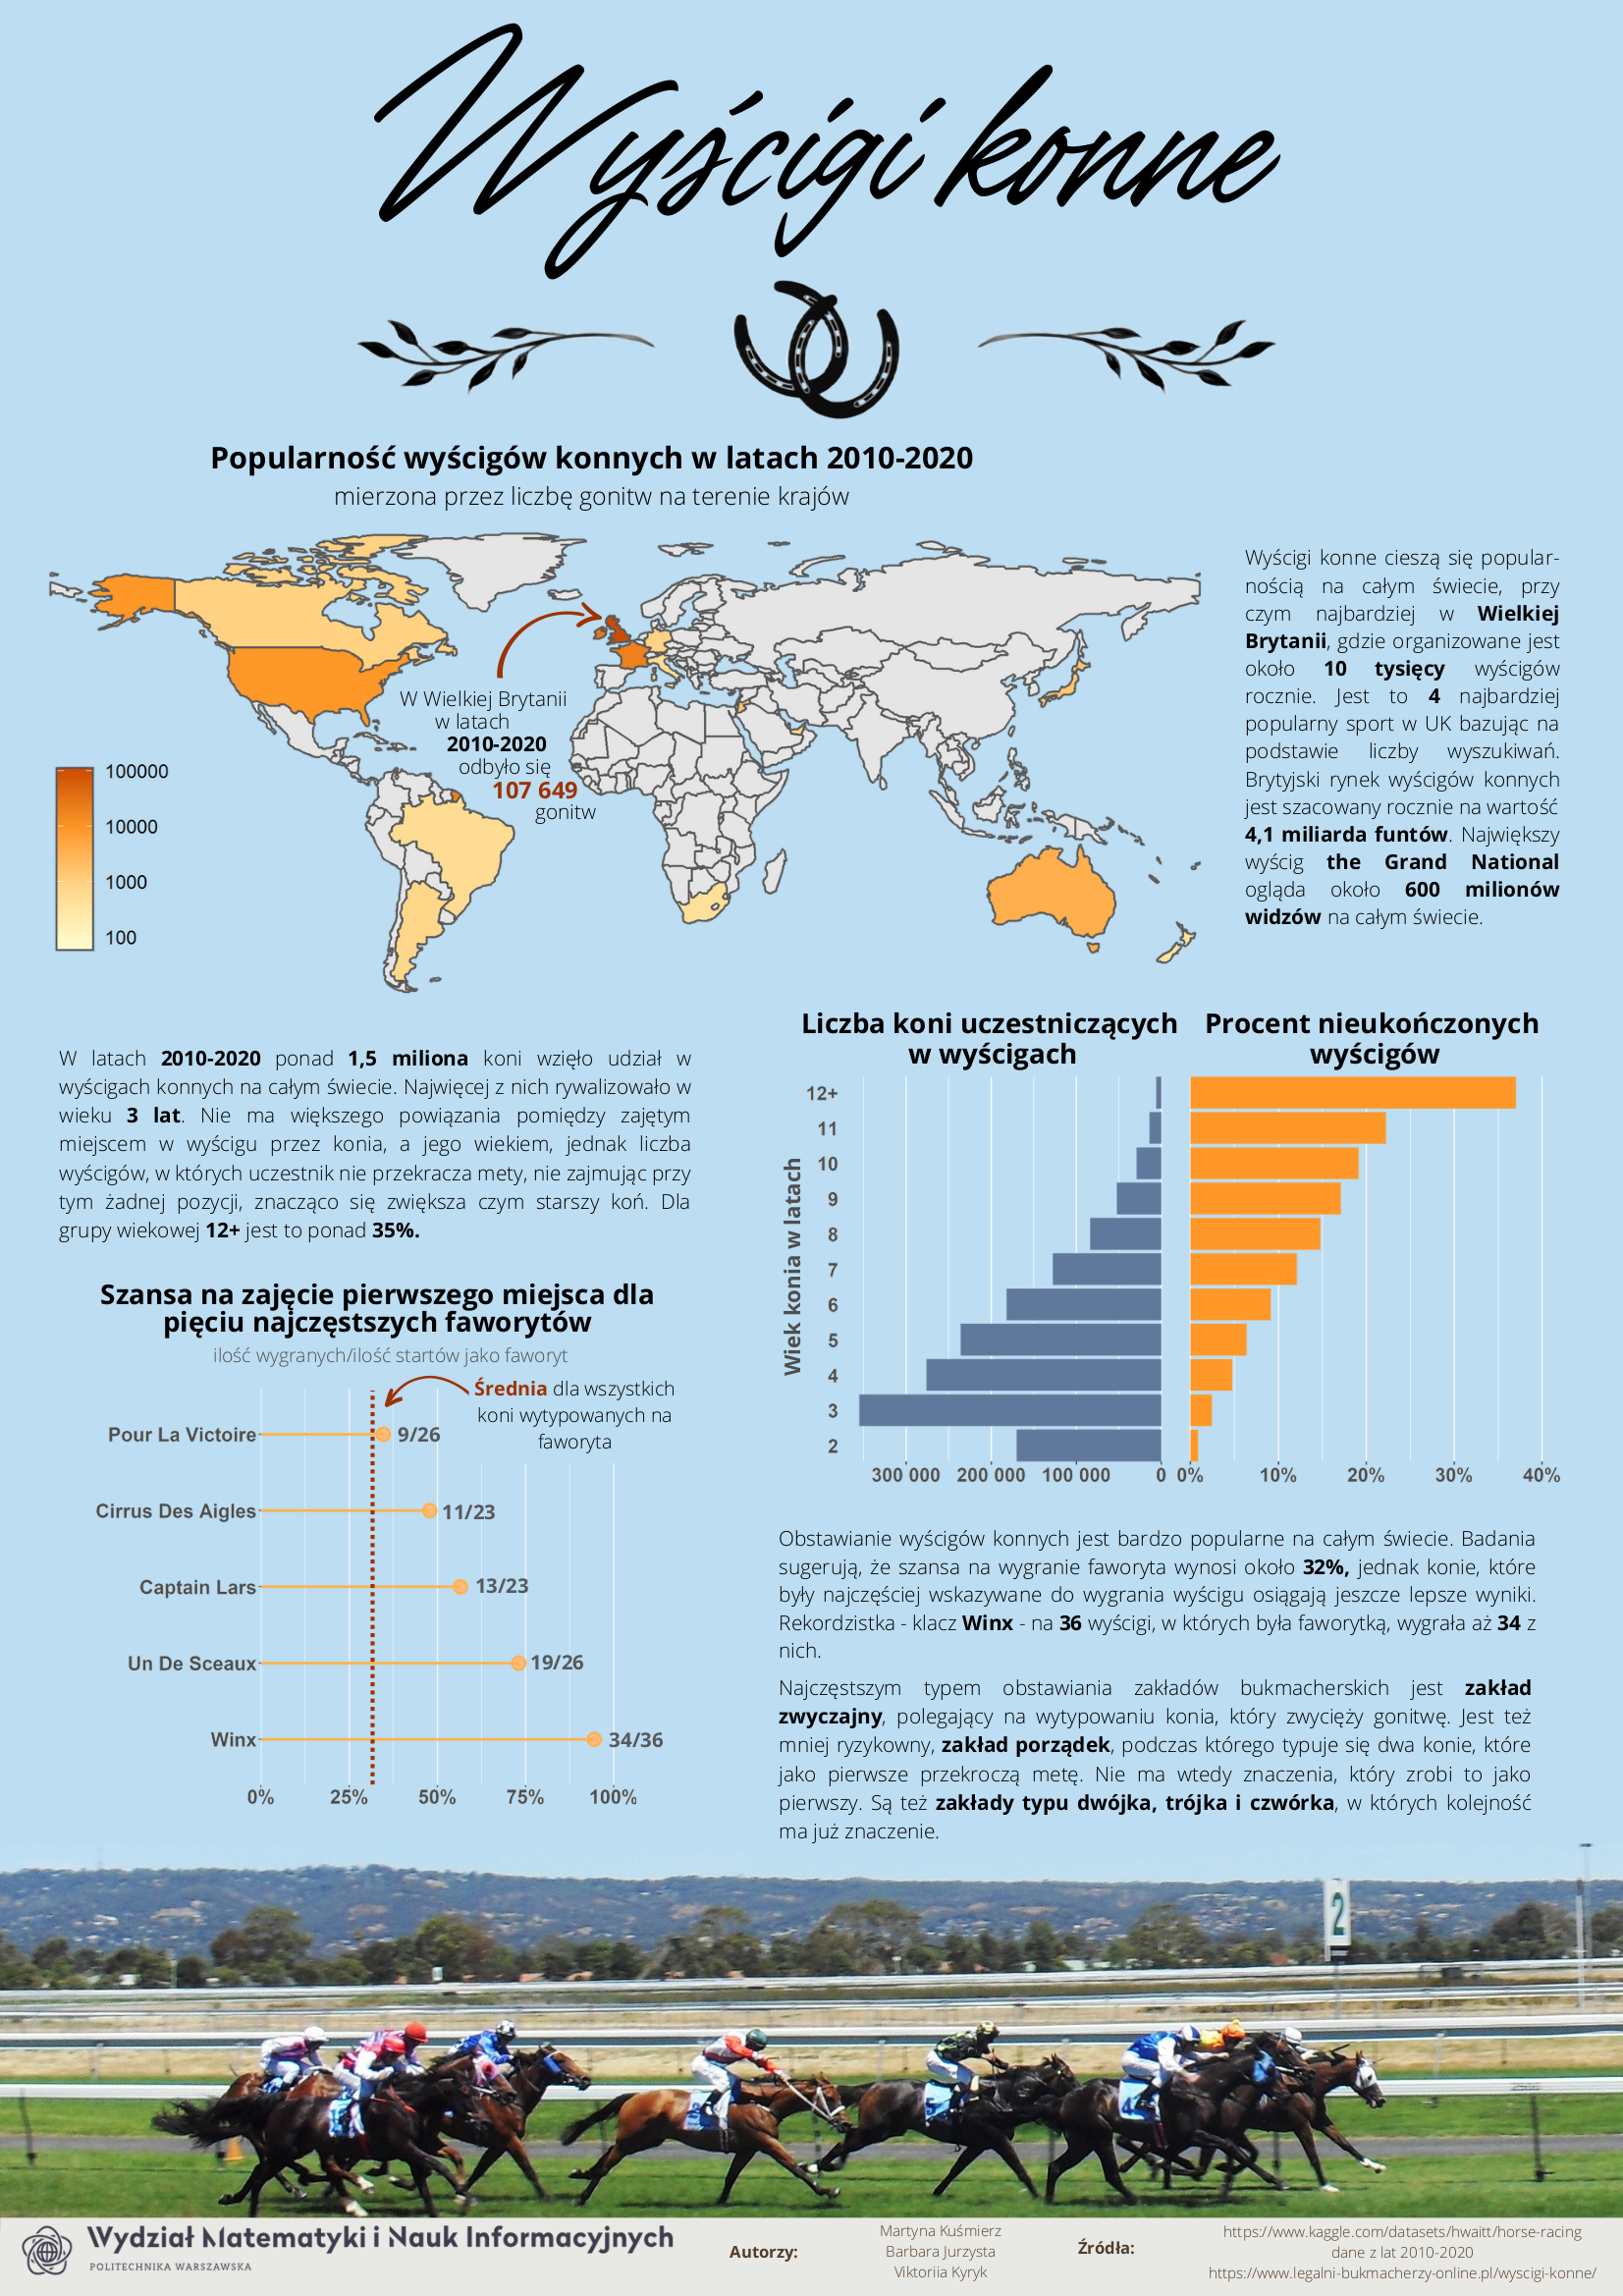 Wyścigi konne
Popularność wyścigów konnych w latach 2010-2020
mierzona przez liczbę gonitw na terenie krajów
W Wielkiej Brytanii
w latach
2010-2020
odbyło się
107 649
gonitw
100000
10000
1000
100
Wyścigi konne cieszą się popular-
nością na całym świecie, przy
czym najbardziej w Wielkiej
Brytanii, gdzie organizowane jest
około 10 tysięcy wyścigów
rocznie. Jest to 4 najbardziej
popularny sport w UK bazując na
podstawie liczby wyszukiwań.
Brytyjski rynek wyścigów konnych
jest szacowany rocznie na wartość
4,1 miliarda funtów. Największy
wyścig the Grand National
ogląda około 600 milionów
widzów na całym świecie.
W latach 2010-2020 ponad 1,5 miliona koni wzięło udział w
wyścigach konnych na całym świecie. Najwięcej z nich rywalizowało w
wieku 3 lat. Nie ma większego powiązania pomiędzy zajętym
miejscem w wyścigu przez konia, a jego wiekiem, jednak liczba
wyścigów, w których uczestnik nie przekracza mety, nie zajmując przy
tym żadnej pozycji, znacząco się zwiększa czym starszy koń. Dla
grupy wiekowej 12+ jest to ponad 35%.
Liczba koni uczestniczących
w wyścigach
Procent nieukończonych
wyścigów
Wiek konia w latach
12+
11
10
9
8
7
6
5
4
3
2
300 000 200 000 100 000 0
0% 10% 20% 30% 40%
Szansa na zajęcie pierwszego miejsca dla
pięciu najczęstszych faworytów
ilość wygranych/ilość startów jako faworyt
Średnia dla wszystkich
koni wytypowanych na
faworyta
Pour La Victoire 9/26
Cirrus Des Aigles 11/23
Captain Lars 13/23
Un De Sceaux 19/26
Winx 34/36
0% 25% 50% 75% 100%
Obstawianie wyścigów konnych jest bardzo popularne na całym świecie. Badania
sugerują, że szansa na wygranie faworyta wynosi około 32%, jednak konie, które
były najczęściej wskazywane do wygrania wyścigu osiągają jeszcze lepsze wyniki.
Rekordzistka - klacz Winx - na 36 wyścigi, w których była faworytką, wygrała aż 34 z
nich.
Najczęstszym typem obstawiania zakładów bukmacherskich jest zakład
zwyczajny, polegający na wytypowaniu konia, który zwycięży gonitwę. Jest też
mniej ryzykowny, zakład porządek, podczas którego typuje się dwa konie, które
jako pierwsze przekroczą metę. Nie ma wtedy znaczenia, który zrobi to jako
pierwszy. Są też zakłady typu dwójka, trójka i czwórka, w których kolejność
ma już znaczenie.
2
Wydział Matematyki i Nauk Informacyjnych
POLITECHNIKA WARSZAWSKA
Autorzy:
Martyna Kuśmierz
Barbara Jurzysta
Viktoriia Kyryk
Źródła:
https://www.kaggle.com/datasets/hwaitt/horse-racing
dane z lat 2010-2020
https://www.legalni-bukmacherzy-online.pl/wyscigi-konne/